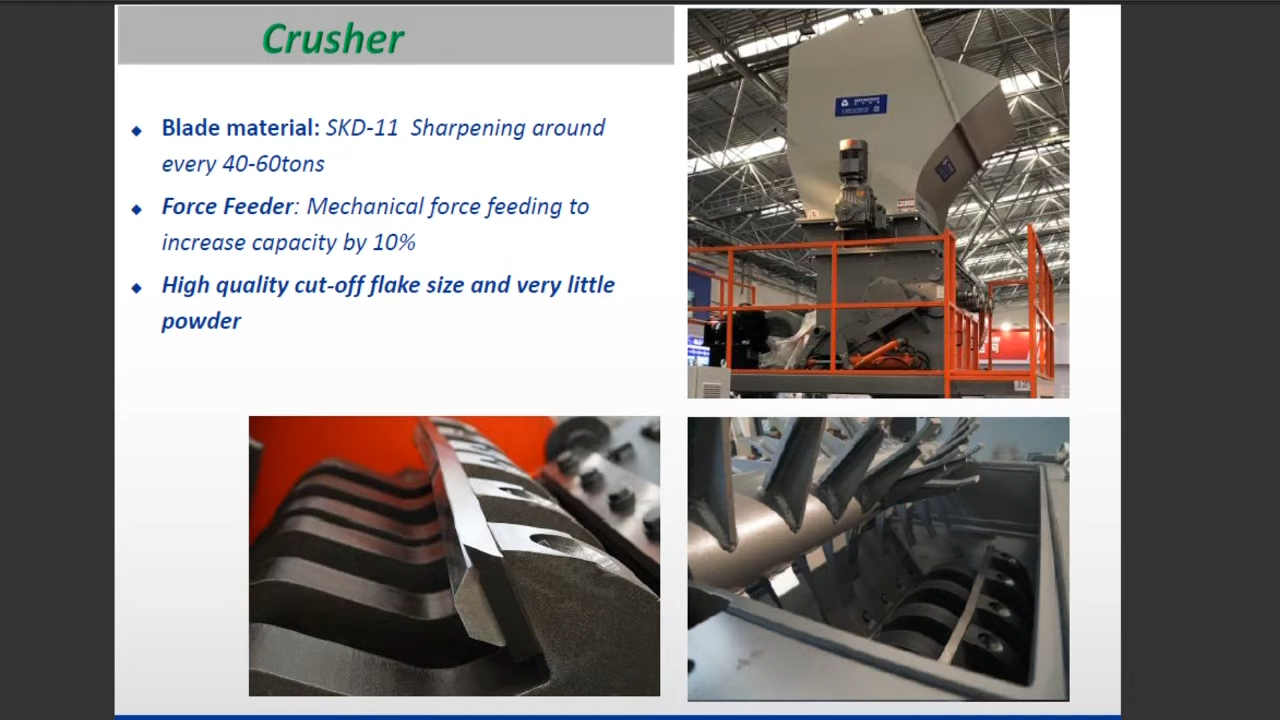 Crusher
Blade material: SKD-11 Sharpening around
every 40-60tons
Force Feeder: Mechanical force feeding to
increase capacity by 10%
High quality cut-off flake size and very little
powder
12